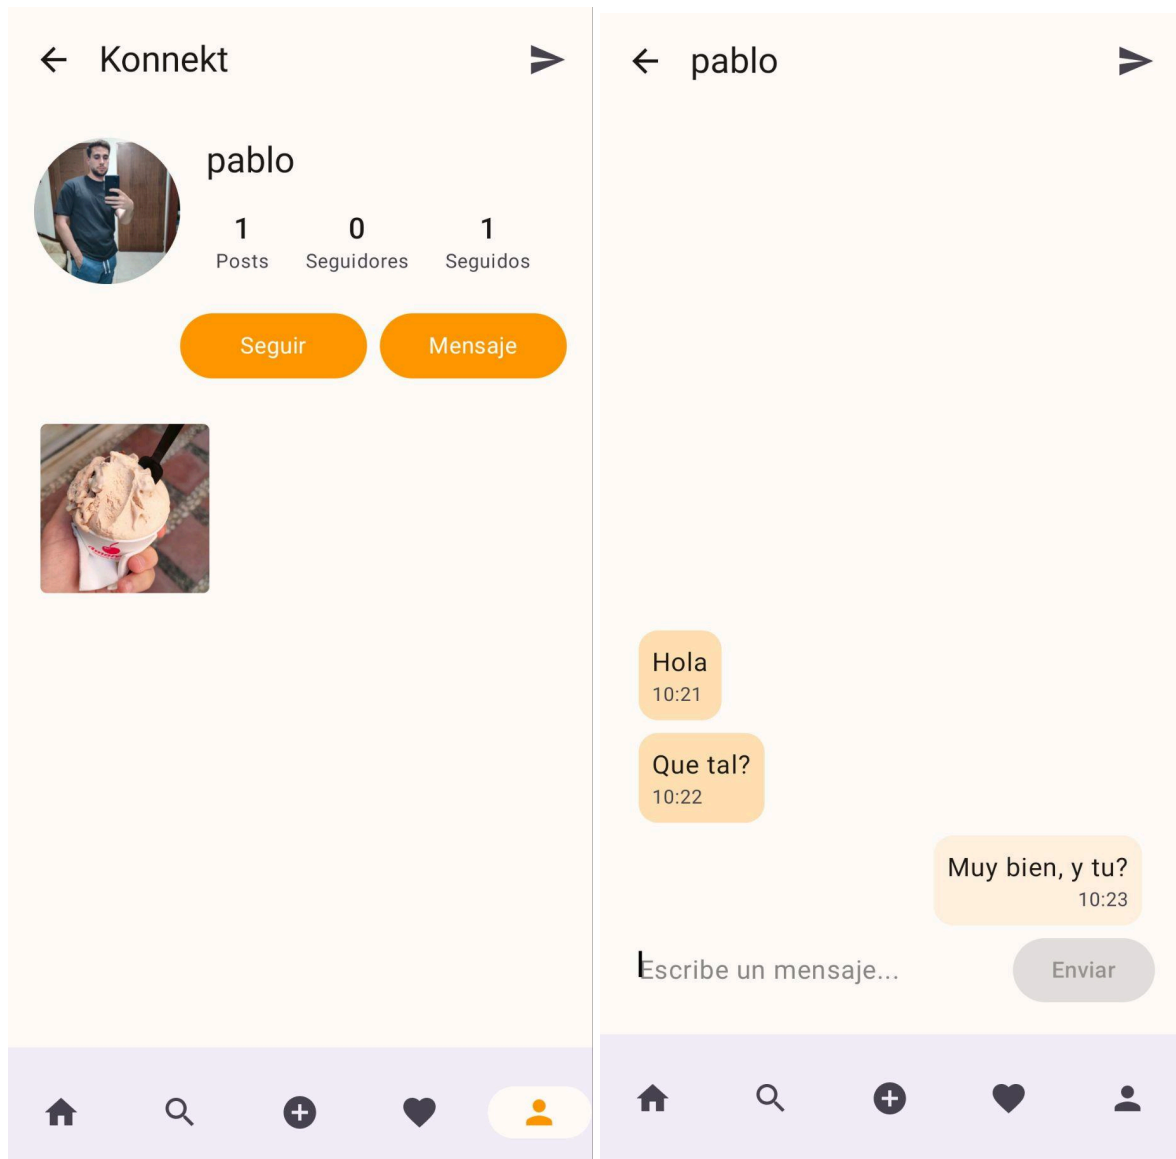 Konnekt
pablo
1 0 1
Posts Seguidores Seguidos
Seguir Mensaje
pablo
Hola
10:21
Que tal?
10:22
Muy bien, y tu?
10:23
Escribe un mensaje...
Enviar